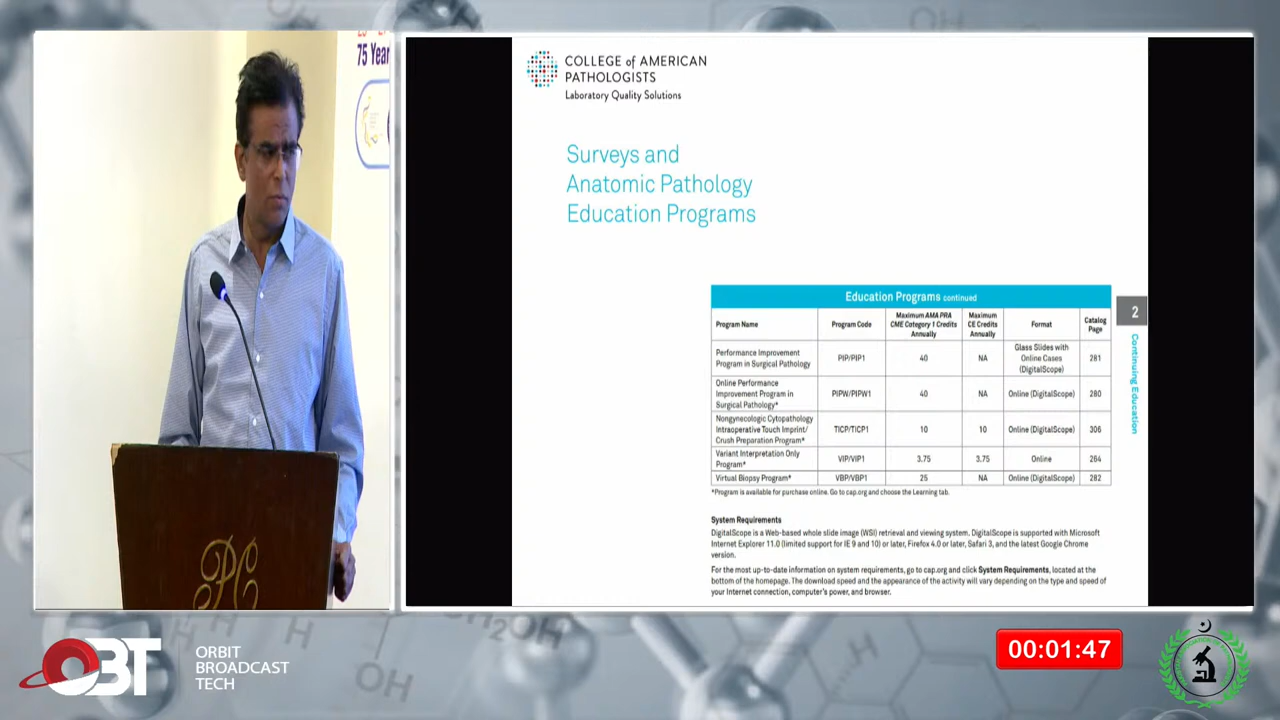 75 Year
COLLEGE of AMERICAN
PATHOLOGISTS
Laboratory Quality Solutions
Surveys and
Anatomic Pathology
Education Programs
Education Programs continued
Program Name
Program Code
Maximum AMA PRA
CME Category 1 Credits
Annually
Maximum
CE Credits
Annually
Format
Catalog
Page
Performance Improvement
Program in Surgical Pathology
PIP/PIP1
40
NA
Glass Slides with
Online Cases
(DigitalScope)
281
Online Performance
Improvement Program in
Surgical Pathology*
PIPW/PIPW1
40
NA
Online (DigitalScope)
280
Nongynecologic Cytopathology
Intraoperative Touch Imprint/
Crush Preparation Program*
TICP/TICP1
10
10
Online (DigitalScope)
306
Variant Interpretation Only
Program*
VIP/VIP1
3.75
3.75
Online
264
Virtual Biopsy Program*
VBP/VBP1
25
NA
Online (DigitalScope)
282
*Program is available for purchase online. Go to cap.org and choose the Learning tab.
System Requirements
DigitalScope is a Web-based whole slide image (WSI) retrieval and viewing system. DigitalScope is supported with Microsoft
Internet Explorer 11.0 (limited support for IE 9 and 10) or later, Firefox 4.0 or later, Safari 3, and the latest Google Chrome
version.
For the most up-to-date information on system requirements, go to cap.org and click System Requirements, located at the
bottom of the homepage. The download speed and the appearance of the activity will vary depending on the type and speed of
your Internet connection, computer's power, and browser.
2
Continuing Education
PC
OBT
ORBIT
BROADCAST
TECH
00:01:47
H₂OH
OH
H
H